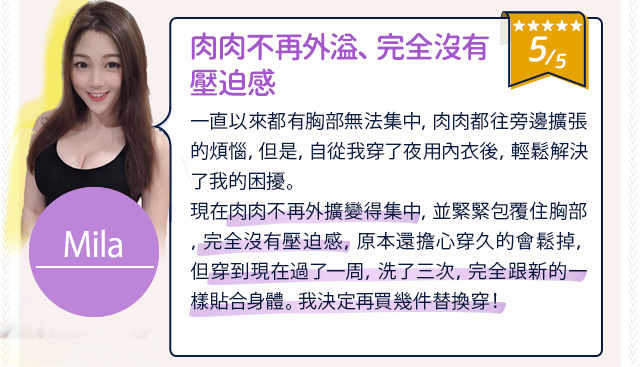 肉肉不再外溢、完全沒有
壓迫感
5/5
一直以來都有胸部無法集中, 肉肉都往旁邊擴張
的煩惱, 但是, 自從我穿了夜用內衣後, 輕鬆解決
了我的困擾。
現在肉肉不再外擴變得集中, 並緊緊包覆住胸部
, 完全沒有壓迫感, 原本還擔心穿久的會鬆掉,
但穿到現在過了一周, 洗了三次, 完全跟新的一
樣貼合身體。我決定再買幾件替換穿!
Mila